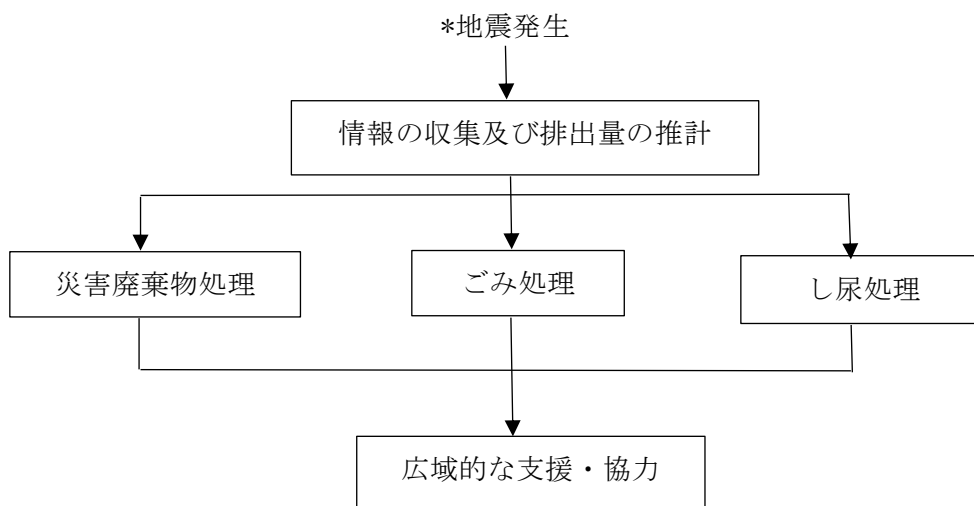 *地震発生
情報の収集及び排出量の推計
災害廃棄物処理
ごみ処理
し尿処理
広域的な支援・協力